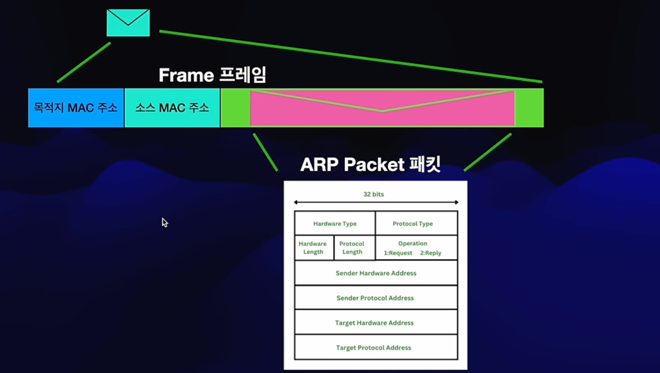 Frame 프레임
목적지 MAC 주소
소스 MAC 주소
ARP Packet 패킷
32 bits
Hardware Type
Protocol Type
Hardware
Length
Protocol
Length
Operation
1:Request 2:Reply
Sender Hardware Address
Sender Protocol Address
Target Hardware Address
Target Protocol Address